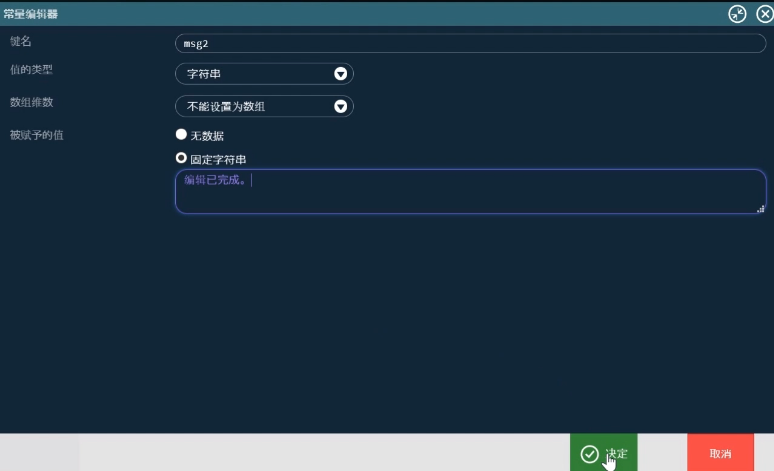 常量编辑器
键名
msg2
值的类型
字符串
数组维数
不能设置为数组
被赋予的值
无数据
固定字符串
编辑已完成。
决定
取消